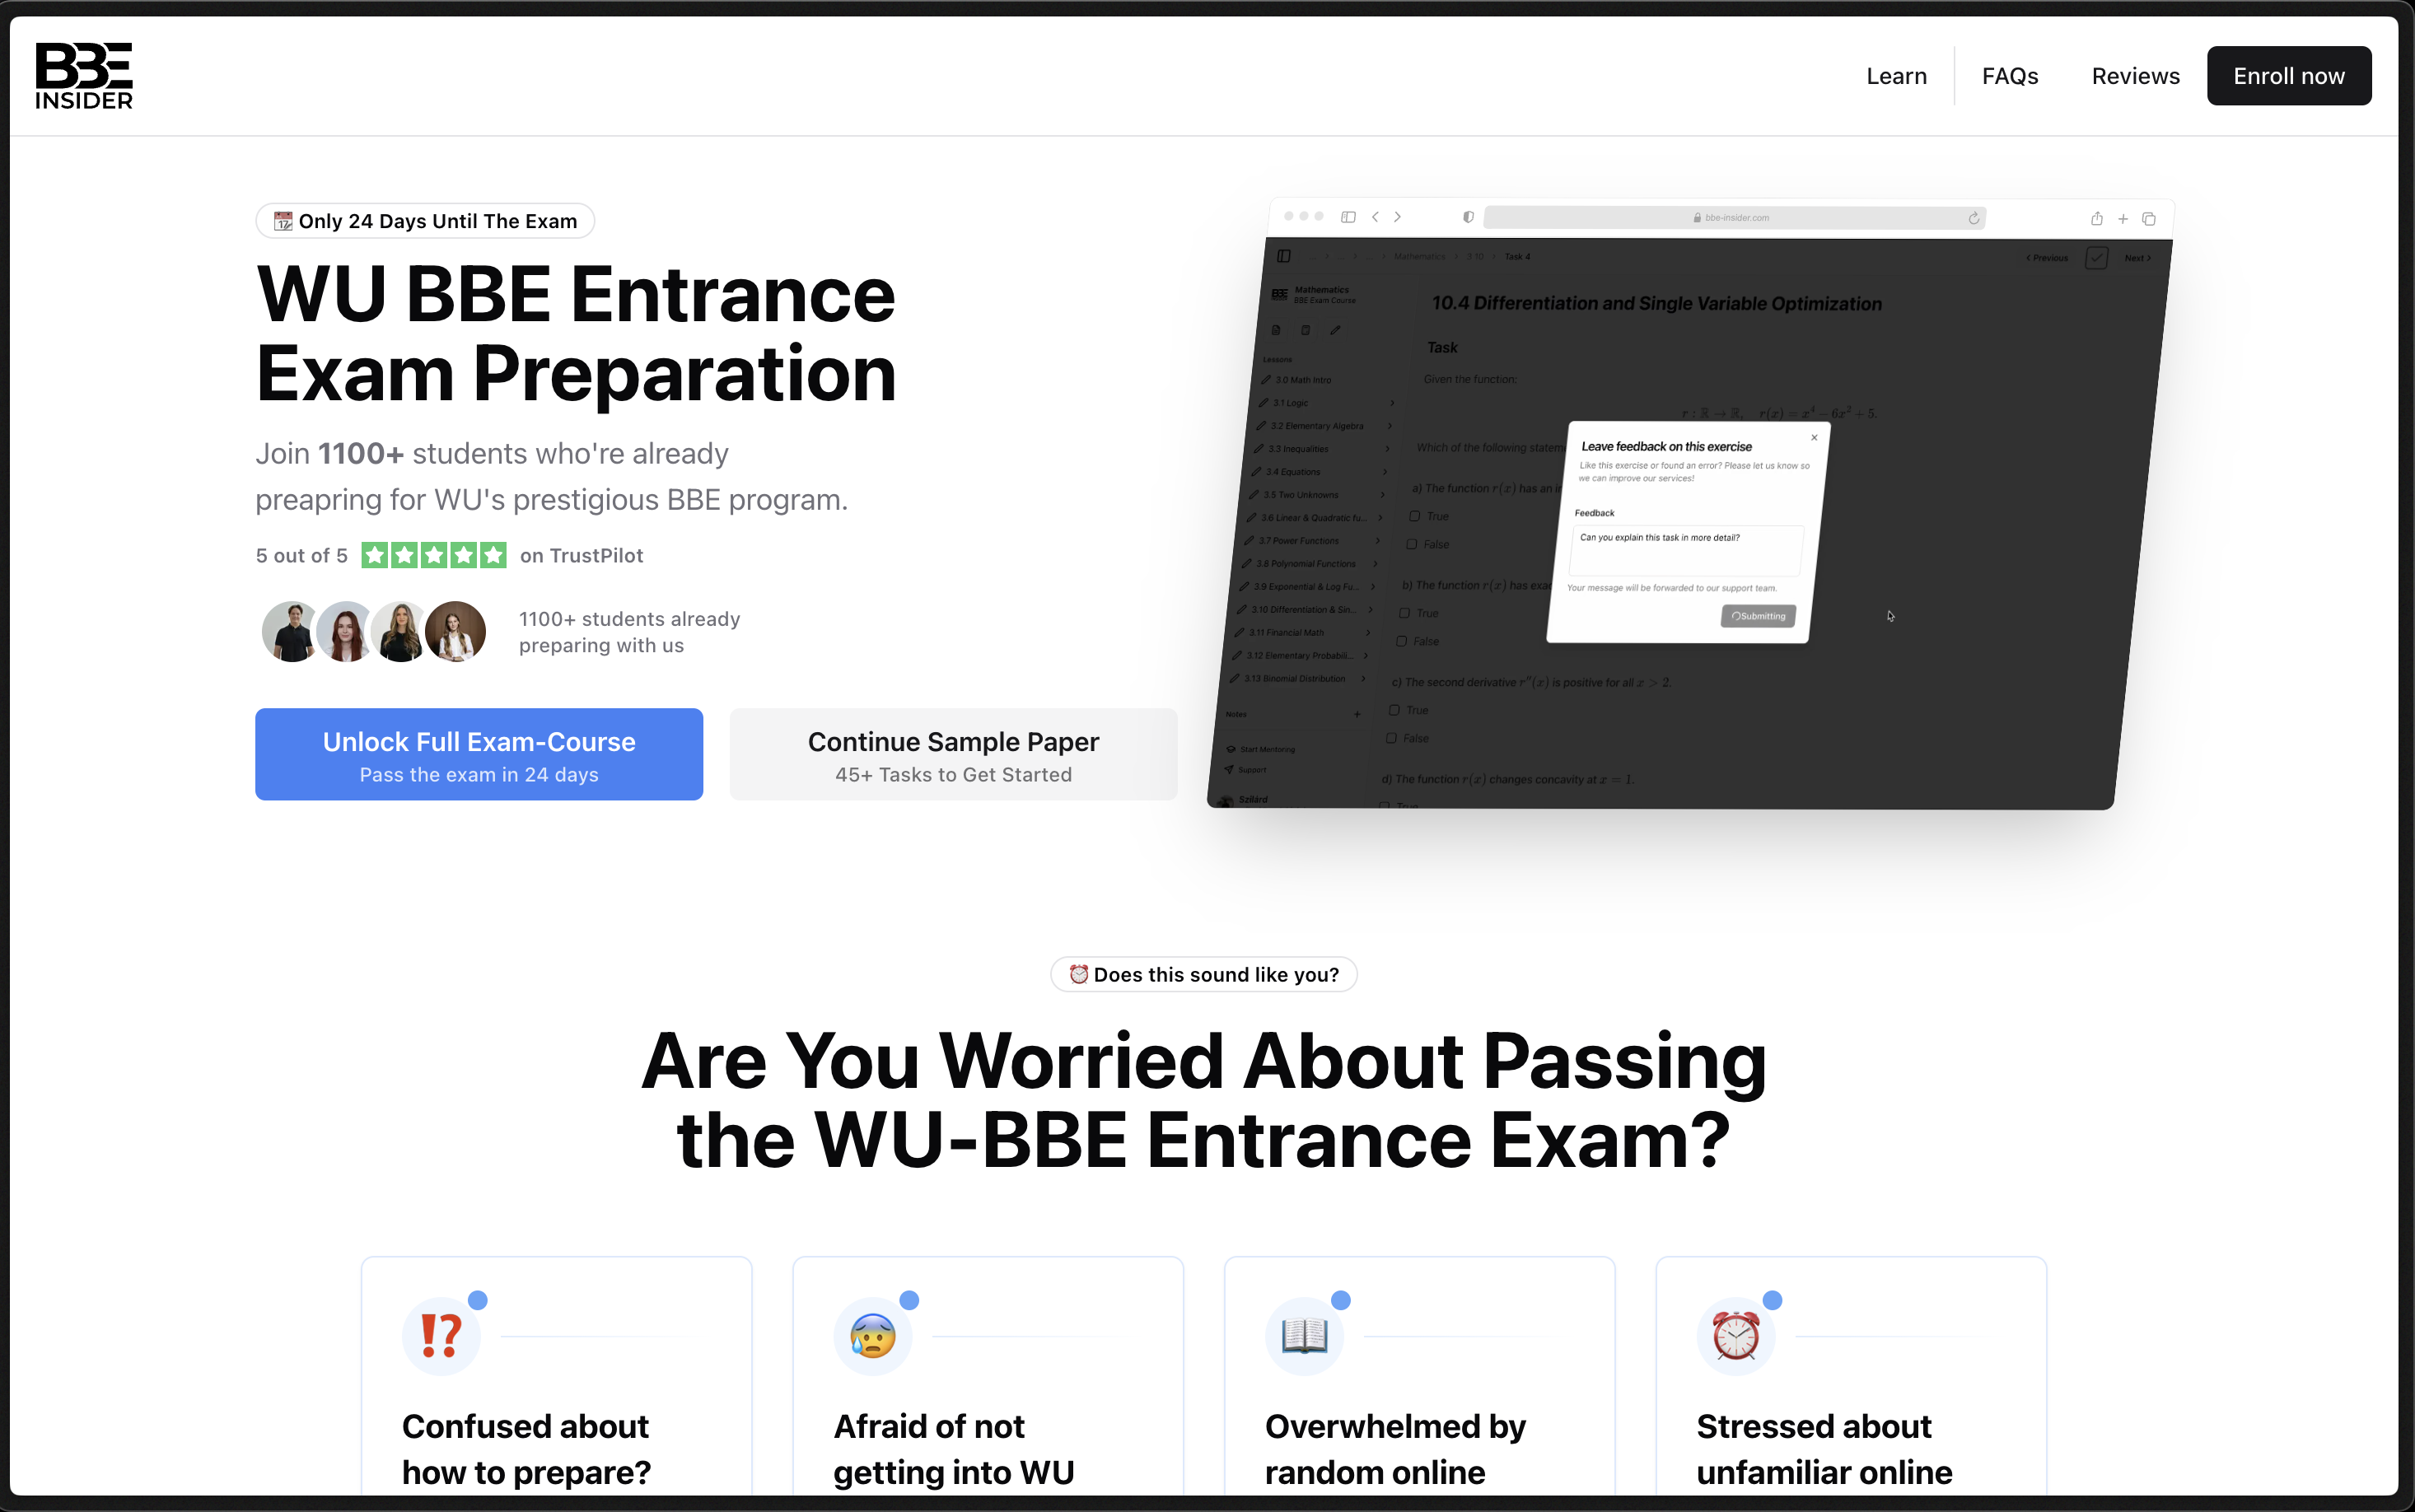 BBE
INSIDER
Learn
FAQs
Reviews
Enroll now
📆 Only 24 Days Until The Exam
WU BBE Entrance
Exam Preparation
Join 1100+ students who're already
preapring for WU's prestigious BBE program.
5 out of 5
on TrustPilot
1100+ students already
preparing with us
Unlock Full Exam-Course
Pass the exam in 24 days
Continue Sample Paper
45+ Tasks to Get Started
bbe-insider.com
... > ... > ... > Mathematics > 3.10 > Task 4
< Previous
Next >
BBE
Mathematics
BBE Exam Course
Lessons
3.0 Math Intro
3.1 Logic
3.2 Elementary Algebra
3.3 Inequalities
3.4 Equations
3.5 Two Unknowns
3.6 Linear & Quadratic fu...
3.7 Power Functions
3.8 Polynomial Functions
3.9 Exponential & Log Fu...
3.10 Differentiation & Sin...
3.11 Financial Math
3.12 Elementary Probabili...
3.13 Binomial Distribution
Notes
Start Mentoring
Support
Szilárd
10.4 Differentiation and Single Variable Optimization
Task
Given the function:
r : ℝ → ℝ, r(x) = x⁴ − 6x² + 5.
Which of the following statem
a) The function r(x) has an i
True
False
b) The function r(x) has exa
True
False
c) The second derivative r″(x) is positive for all x > 2.
True
False
d) The function r(x) changes concavity at x = 1.
True
Leave feedback on this exercise
Like this exercise or found an error? Please let us know so
we can improve our services!
Feedback
Can you explain this task in more detail?
Your message will be forwarded to our support team.
Submitting
⏰ Does this sound like you?
Are You Worried About Passing
the WU-BBE Entrance Exam?
Confused about
how to prepare?
Afraid of not
getting into WU
Overwhelmed by
random online
Stressed about
unfamiliar online